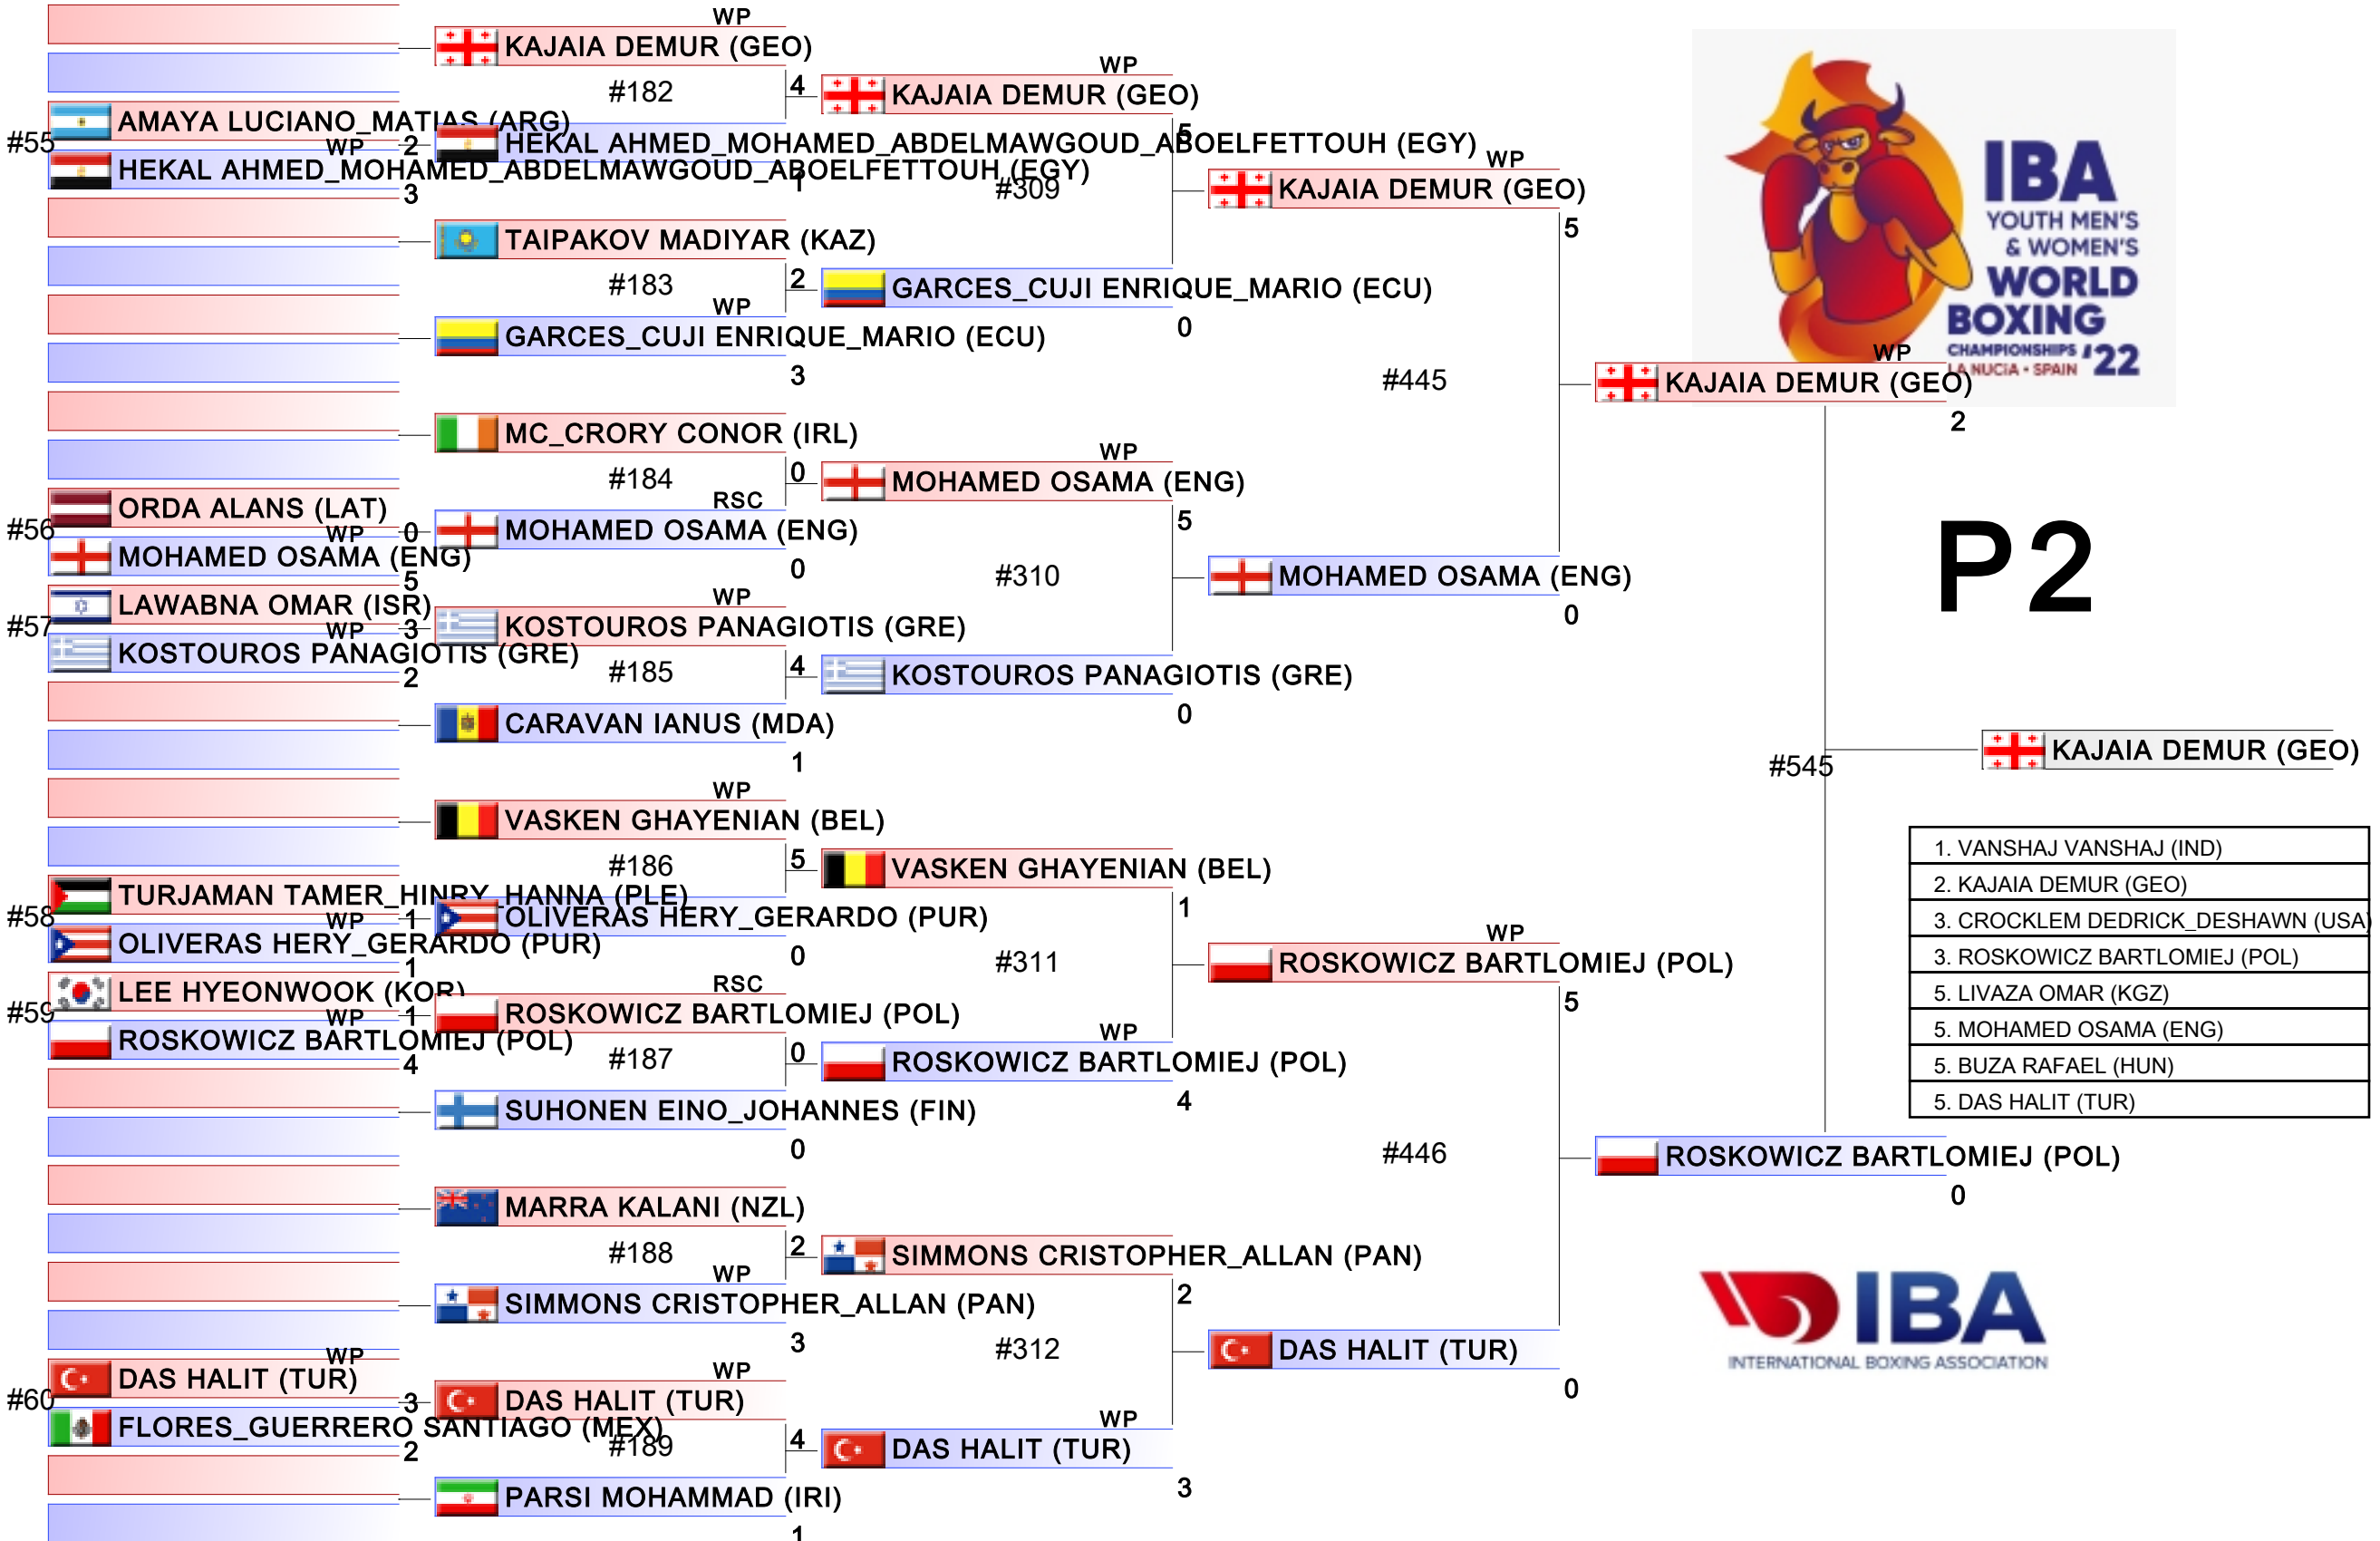 WP
KAJAIA DEMUR (GEO)
#182
4
WP
KAJAIA DEMUR (GEO)
AMAYA LUCIANO_MATIAS (ARG)
#55
WP
2
HEKAL AHMED_MOHAMED_ABDELMAWGOUD_ABOELFETTOUH (EGY)
3
HEKAL AHMED_MOHAMED_ABDELMAWGOUD_ABOELFETTOUH (EGY)
1
5
#309
WP
KAJAIA DEMUR (GEO)
5
TAIPAKOV MADIYAR (KAZ)
#183
2
WP
GARCES_CUJI ENRIQUE_MARIO (ECU)
3
GARCES_CUJI ENRIQUE_MARIO (ECU)
0
#445
WP
KAJAIA DEMUR (GEO)
2
MC_CRORY CONOR (IRL)
#184
0
RSC
MOHAMED OSAMA (ENG)
0
WP
MOHAMED OSAMA (ENG)
5
ORDA ALANS (LAT)
#56
WP
0
MOHAMED OSAMA (ENG)
5
#310
MOHAMED OSAMA (ENG)
0
LAWABNA OMAR (ISR)
#57
WP
3
KOSTOUROS PANAGIOTIS (GRE)
2
WP
KOSTOUROS PANAGIOTIS (GRE)
#185
4
KOSTOUROS PANAGIOTIS (GRE)
0
CARAVAN IANUS (MDA)
1
#545
KAJAIA DEMUR (GEO)
WP
VASKEN GHAYENIAN (BEL)
#186
5
VASKEN GHAYENIAN (BEL)
1
TURJAMAN TAMER_HINRY_HANNA (PLE)
#58
WP
1
OLIVERAS HERY_GERARDO (PUR)
1
OLIVERAS HERY_GERARDO (PUR)
0
#311
WP
ROSKOWICZ BARTLOMIEJ (POL)
5
LEE HYEONWOOK (KOR)
#59
WP
1
ROSKOWICZ BARTLOMIEJ (POL)
4
RSC
ROSKOWICZ BARTLOMIEJ (POL)
#187
0
WP
ROSKOWICZ BARTLOMIEJ (POL)
4
SUHONEN EINO_JOHANNES (FIN)
0
#446
ROSKOWICZ BARTLOMIEJ (POL)
0
MARRA KALANI (NZL)
#188
2
WP
SIMMONS CRISTOPHER_ALLAN (PAN)
3
SIMMONS CRISTOPHER_ALLAN (PAN)
2
#312
DAS HALIT (TUR)
0
WP
DAS HALIT (TUR)
#60
3
FLORES_GUERRERO SANTIAGO (MEX)
2
WP
DAS HALIT (TUR)
#189
4
WP
DAS HALIT (TUR)
3
PARSI MOHAMMAD (IRI)
1
IBA
YOUTH MEN'S
& WOMEN'S
WORLD
BOXING
CHAMPIONSHIPS '22
LA NUCiA • SPAIN
P2
1. VANSHAJ VANSHAJ (IND)
2. KAJAIA DEMUR (GEO)
3. CROCKLEM DEDRICK_DESHAWN (USA)
3. ROSKOWICZ BARTLOMIEJ (POL)
5. LIVAZA OMAR (KGZ)
5. MOHAMED OSAMA (ENG)
5. BUZA RAFAEL (HUN)
5. DAS HALIT (TUR)
IBA
INTERNATIONAL BOXING ASSOCIATION